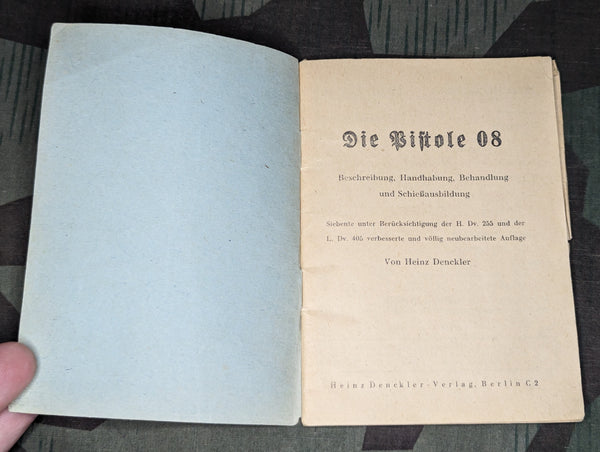 Die Pistole 08
Beschreibung, Handhabung, Behandlung
und Schießausbildung
Siebente unter Berücksichtigung der H. Dv. 255 und der
L. Dv. 405 verbesserte und völlig neubearbeitete Auflage
Von Heinz Denckler
Heinz Denckler-Verlag, Berlin C 2